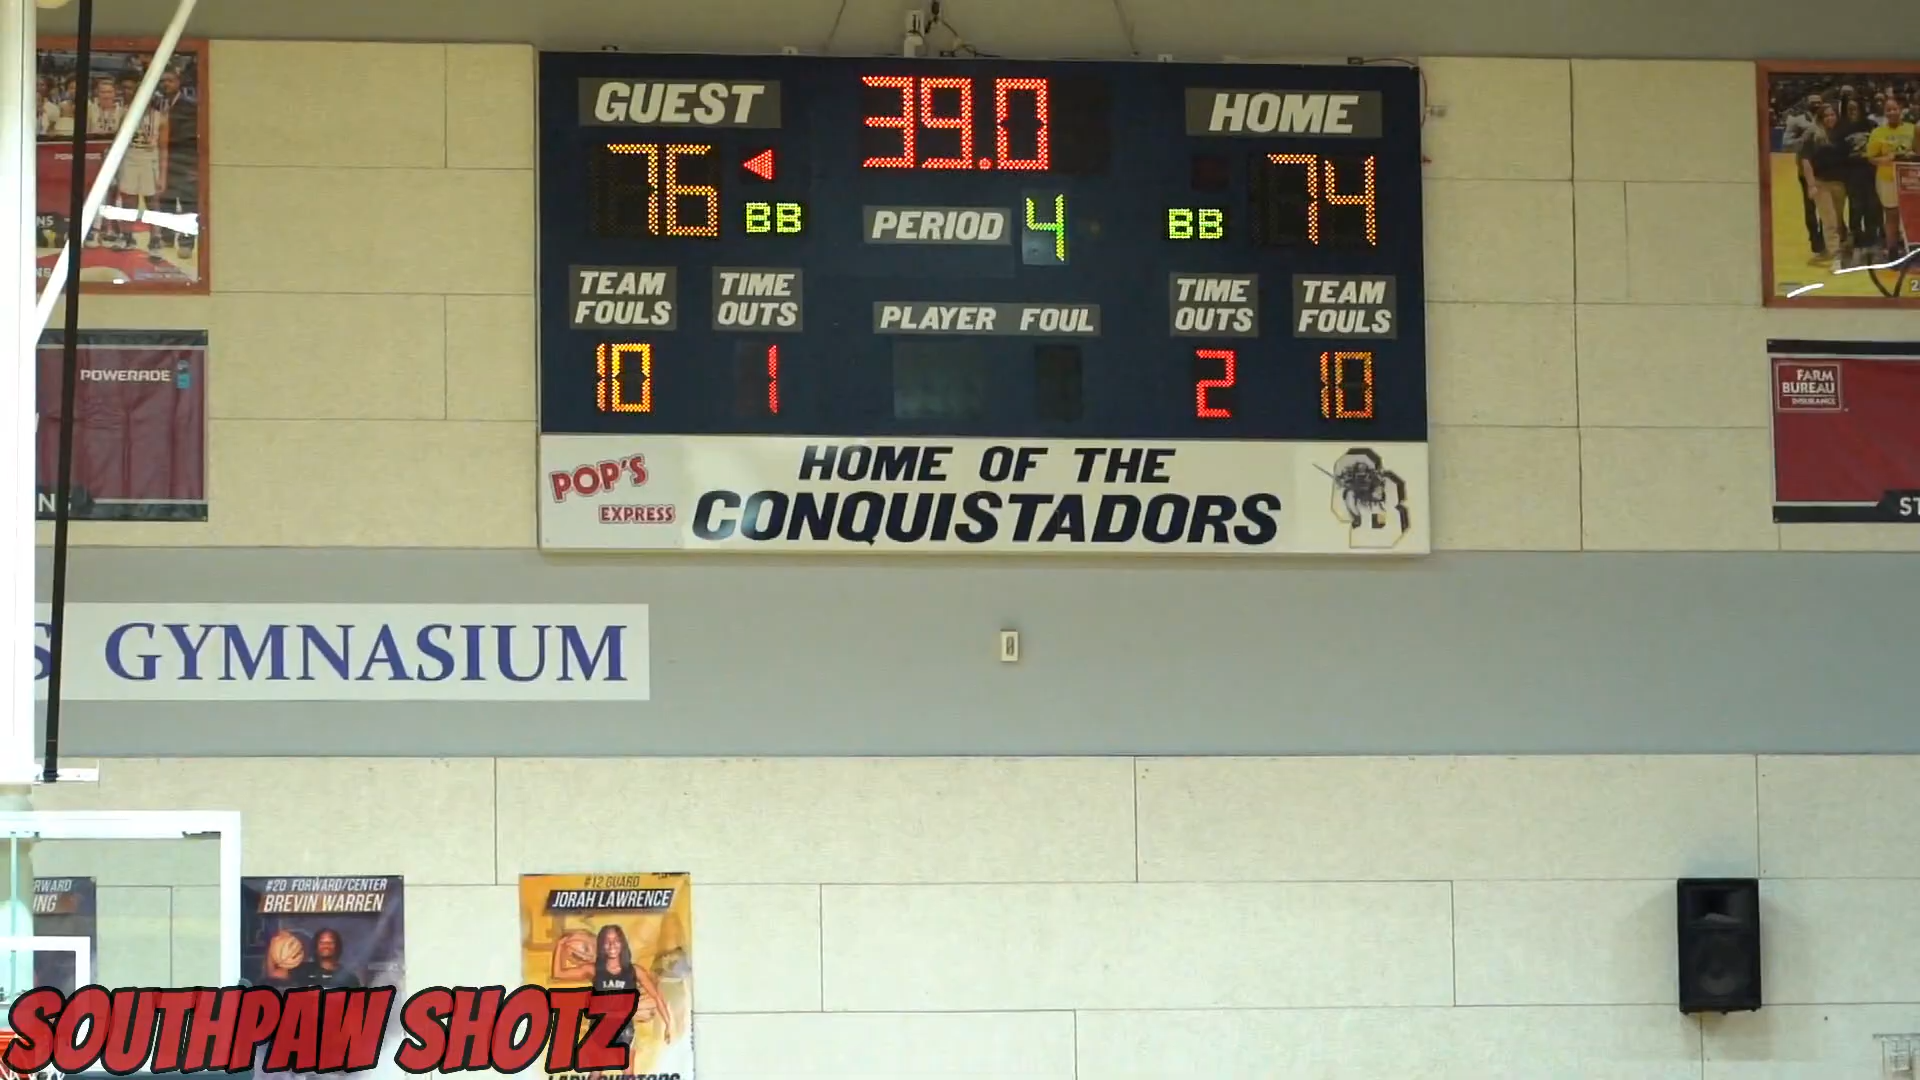 GUEST
39.0
HOME
76
74
BB
PERIOD
4
BB
TEAM
FOULS
TIME
OUTS
PLAYER FOUL
TIME
OUTS
TEAM
FOULS
10
1
2
10
POP'S
EXPRESS
HOME OF THE
CONQUISTADORS
POWERADE
FARM
BUREAU
INSURANCE
S GYMNASIUM
#20 FORWARD/CENTER
BREVIN WARREN
#12 GUARD
JORAH LAWRENCE
SOUTHPAW SHOTZ